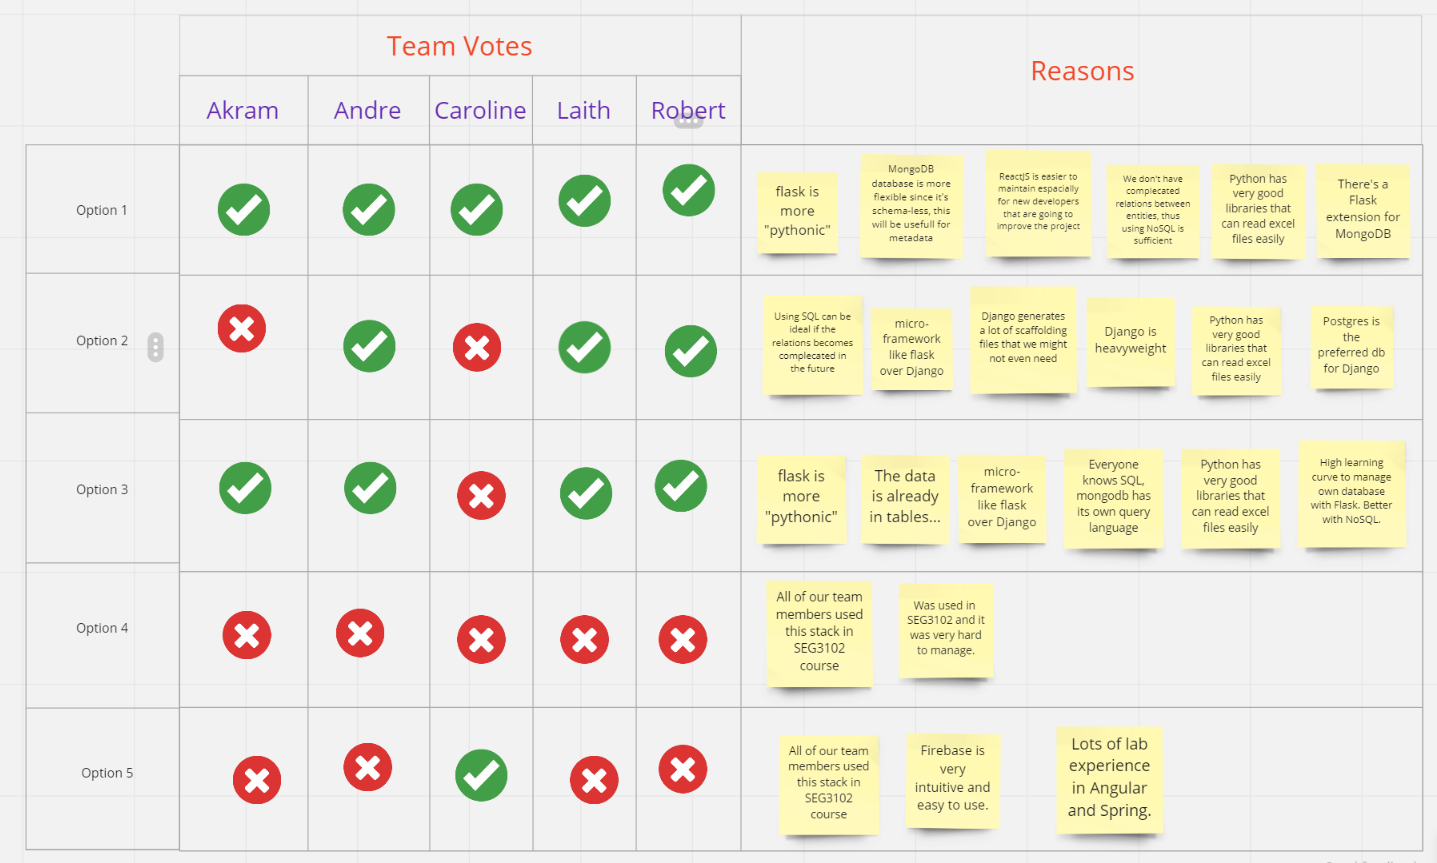 Team Votes
Reasons
Akram
Andre
Caroline
Laith
Robert
Option 1
flask is
more
"pythonic"
MongoDB
database is more
flexible since it's
schema-less, this
will be usefull for
metadata
ReactJS is easier to
maintain espacially
for new developers
that are going to
improve the project
We don't have
complecated
relations between
entities, thus
using NoSQL is
sufficient
Python has
very good
libraries that
can read excel
files easily
There's a
Flask
extension for
MongoDB
Option 2
Using SQL can be
ideal if the
relations becomes
complecated in
the future
micro-
framework
like flask
over Django
Django generates
a lot of scaffolding
files that we might
not even need
Django is
heavyweight
Python has
very good
libraries that
can read excel
files easily
Postgres is
the
preferred db
for Django
Option 3
flask is
more
"pythonic"
The data
is already
in tables...
micro-
framework
like flask
over Django
Everyone
knows SQL,
mongodb has
its own query
language
Python has
very good
libraries that
can read excel
files easily
High learning
curve to manage
own database
with Flask. Better
with NoSQL.
Option 4
All of our team
members used
this stack in
SEG3102
course
Was used in
SEG3102 and it
was very hard
to manage.
Option 5
All of our team
members used
this stack in
SEG3102
course
Firebase is
very
intuitive and
easy to use.
Lots of lab
experience
in Angular
and Spring.